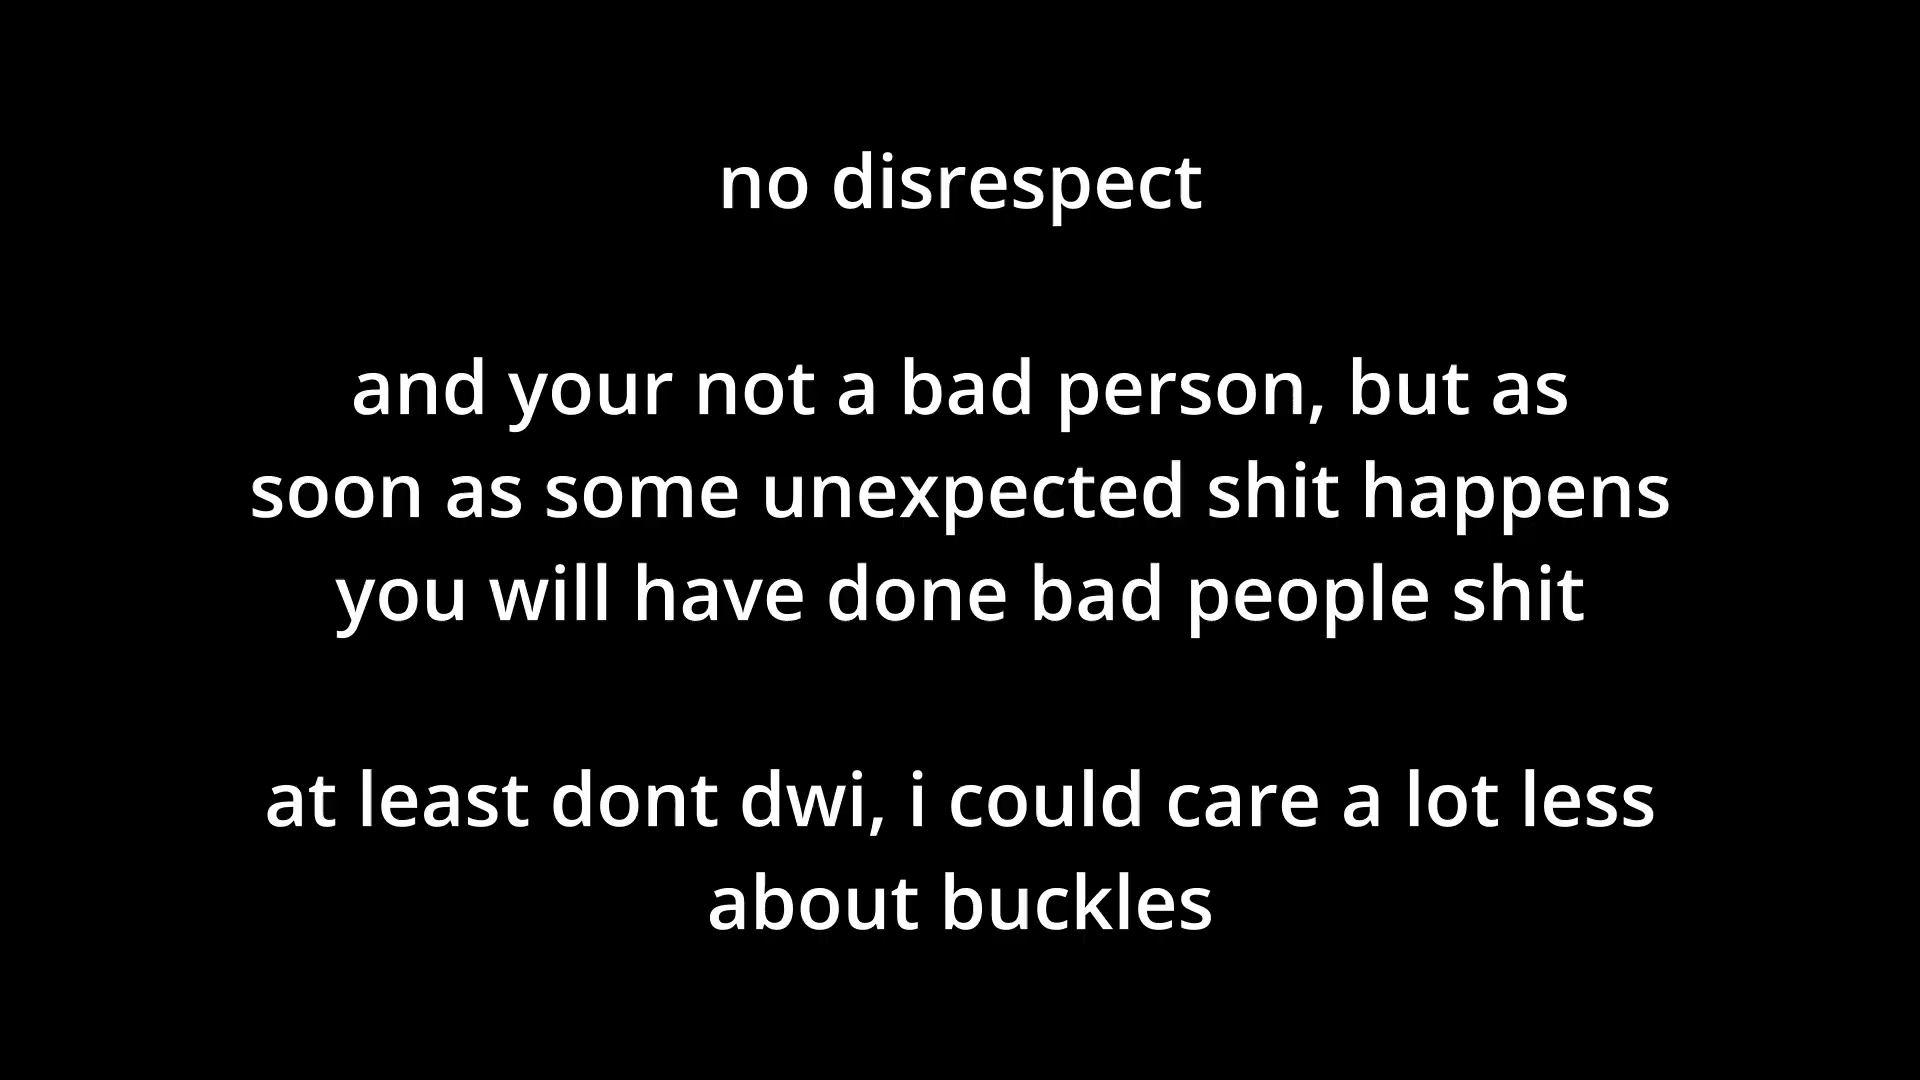 no disrespect
and your not a bad person, but as
soon as some unexpected shit happens
you will have done bad people shit
at least dont dwi, i could care a lot less
about buckles